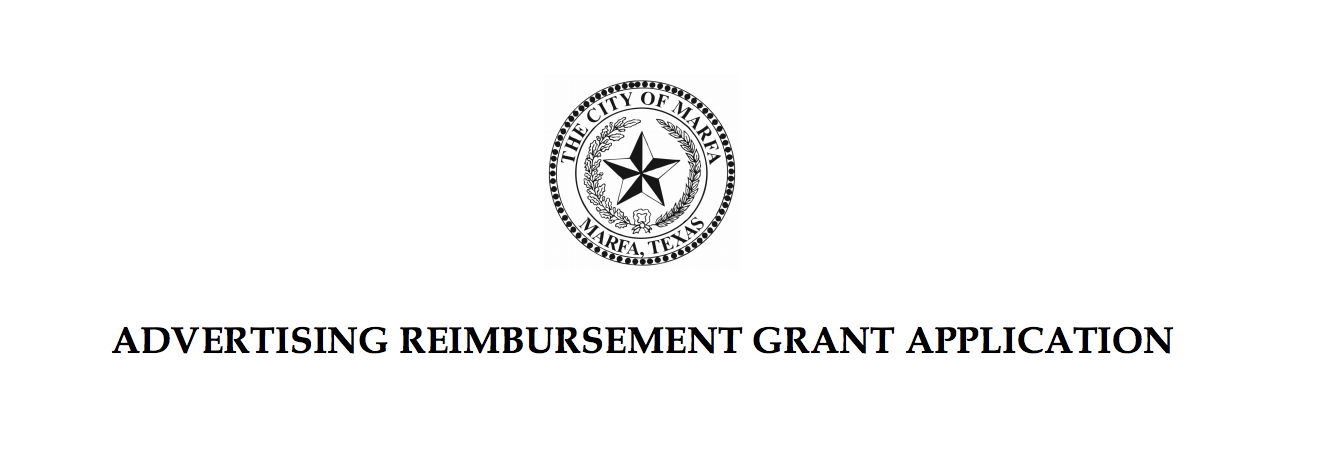 THE CITY OF MARFA
MARFA, TEXAS
ADVERTISING REIMBURSEMENT GRANT APPLICATION